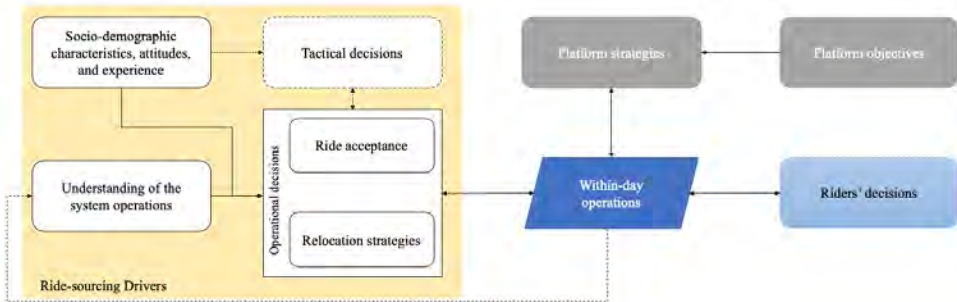 Socio-demographic
characteristics, attitudes,
and experience
Tactical decisions
Platform strategies
Platform objectives
Operational decisions
Ride acceptance
Understanding of the
system operations
Relocation strategies
Within-day
operations
Riders’ decisions
Ride-sourcing Drivers